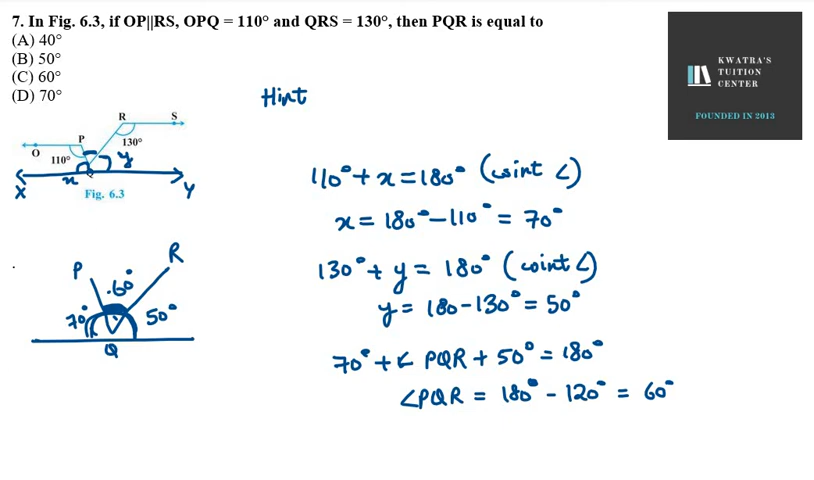 7. In Fig. 6.3, if OP||RS, OPQ = 110° and QRS = 130°, then PQR is equal to
(A) 40°
(B) 50°
(C) 60°
(D) 70°
KWATRA'S
TUITION
CENTER
FOUNDED IN 2013
Hint
R S
P 130°
O 110° y
x Q
X Y
Fig. 6.3
110° + x = 180° (coint ∠)
x = 180° - 110° = 70°
130° + y = 180° (coint ∠)
y = 180 - 130° = 50°
70° + ∠ PQR + 50° = 180°
∠PQR = 180° - 120° = 60°
P R
60°
70° 50°
Q